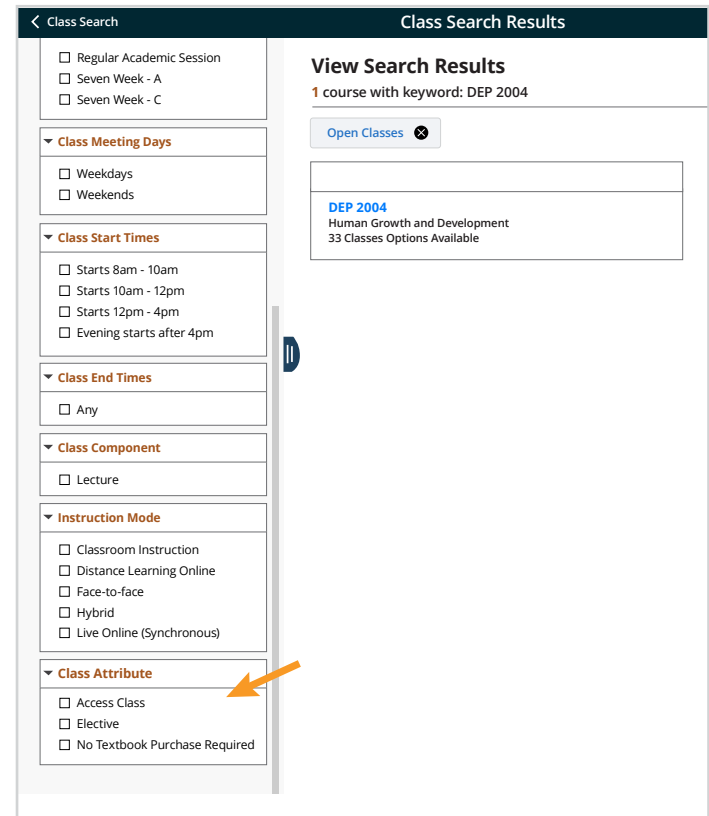 Class Search
Class Search Results
Regular Academic Session
Seven Week - A
Seven Week - C
Class Meeting Days
Weekdays
Weekends
Class Start Times
Starts 8am - 10am
Starts 10am - 12pm
Starts 12pm - 4pm
Evening starts after 4pm
Class End Times
Any
Class Component
Lecture
Instruction Mode
Classroom Instruction
Distance Learning Online
Face-to-face
Hybrid
Live Online (Synchronous)
Class Attribute
Access Class
Elective
No Textbook Purchase Required
View Search Results
1 course with keyword: DEP 2004
Open Classes
DEP 2004
Human Growth and Development
33 Classes Options Available